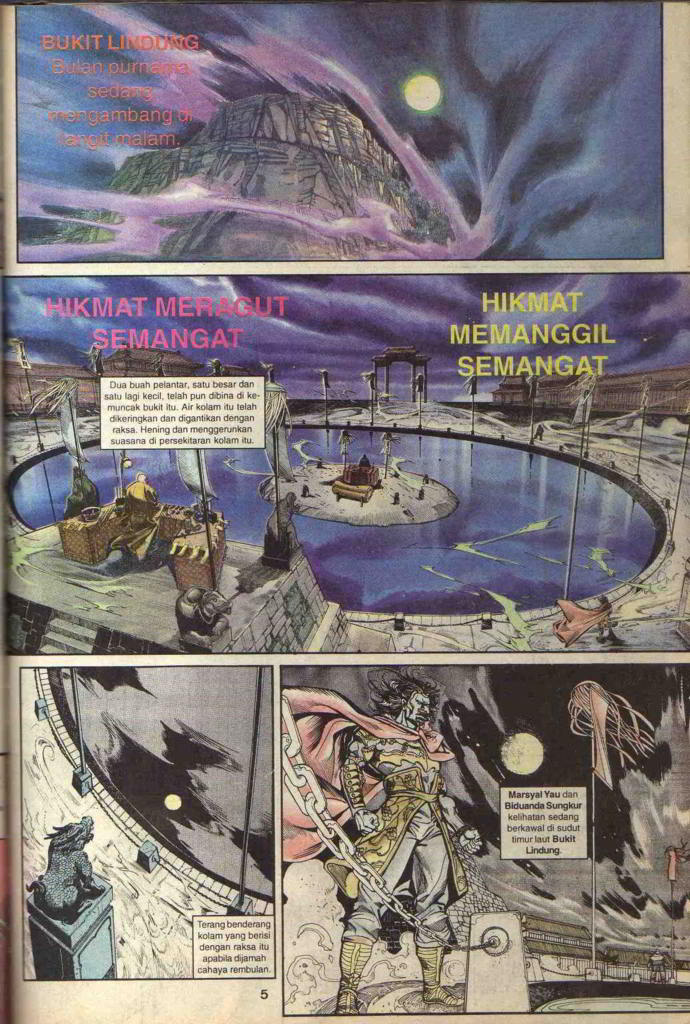 BUKIT LINDUNG
Bulan purnama
sedang
mengambang di
langit malam.
HIKMAT MERAGUT
SEMANGAT
HIKMAT
MEMANGGIL
SEMANGAT
Dua buah pelantar, satu besar dan
satu lagi kecil, telah pun dibina di ke-
muncak bukit itu. Air kolam itu telah
dikeringkan dan digantikan dengan
raksa. Hening dan menggerunkan
suasana di persekitaran kolam itu.
Terang benderang
kolam yang berisi
dengan raksa itu
apabila dijamah
cahaya rembulan.
Marsyal Yau dan
Biduanda Sungkur
kelihatan sedang
berkawal di sudut
timur laut Bukit
Lindung.
5